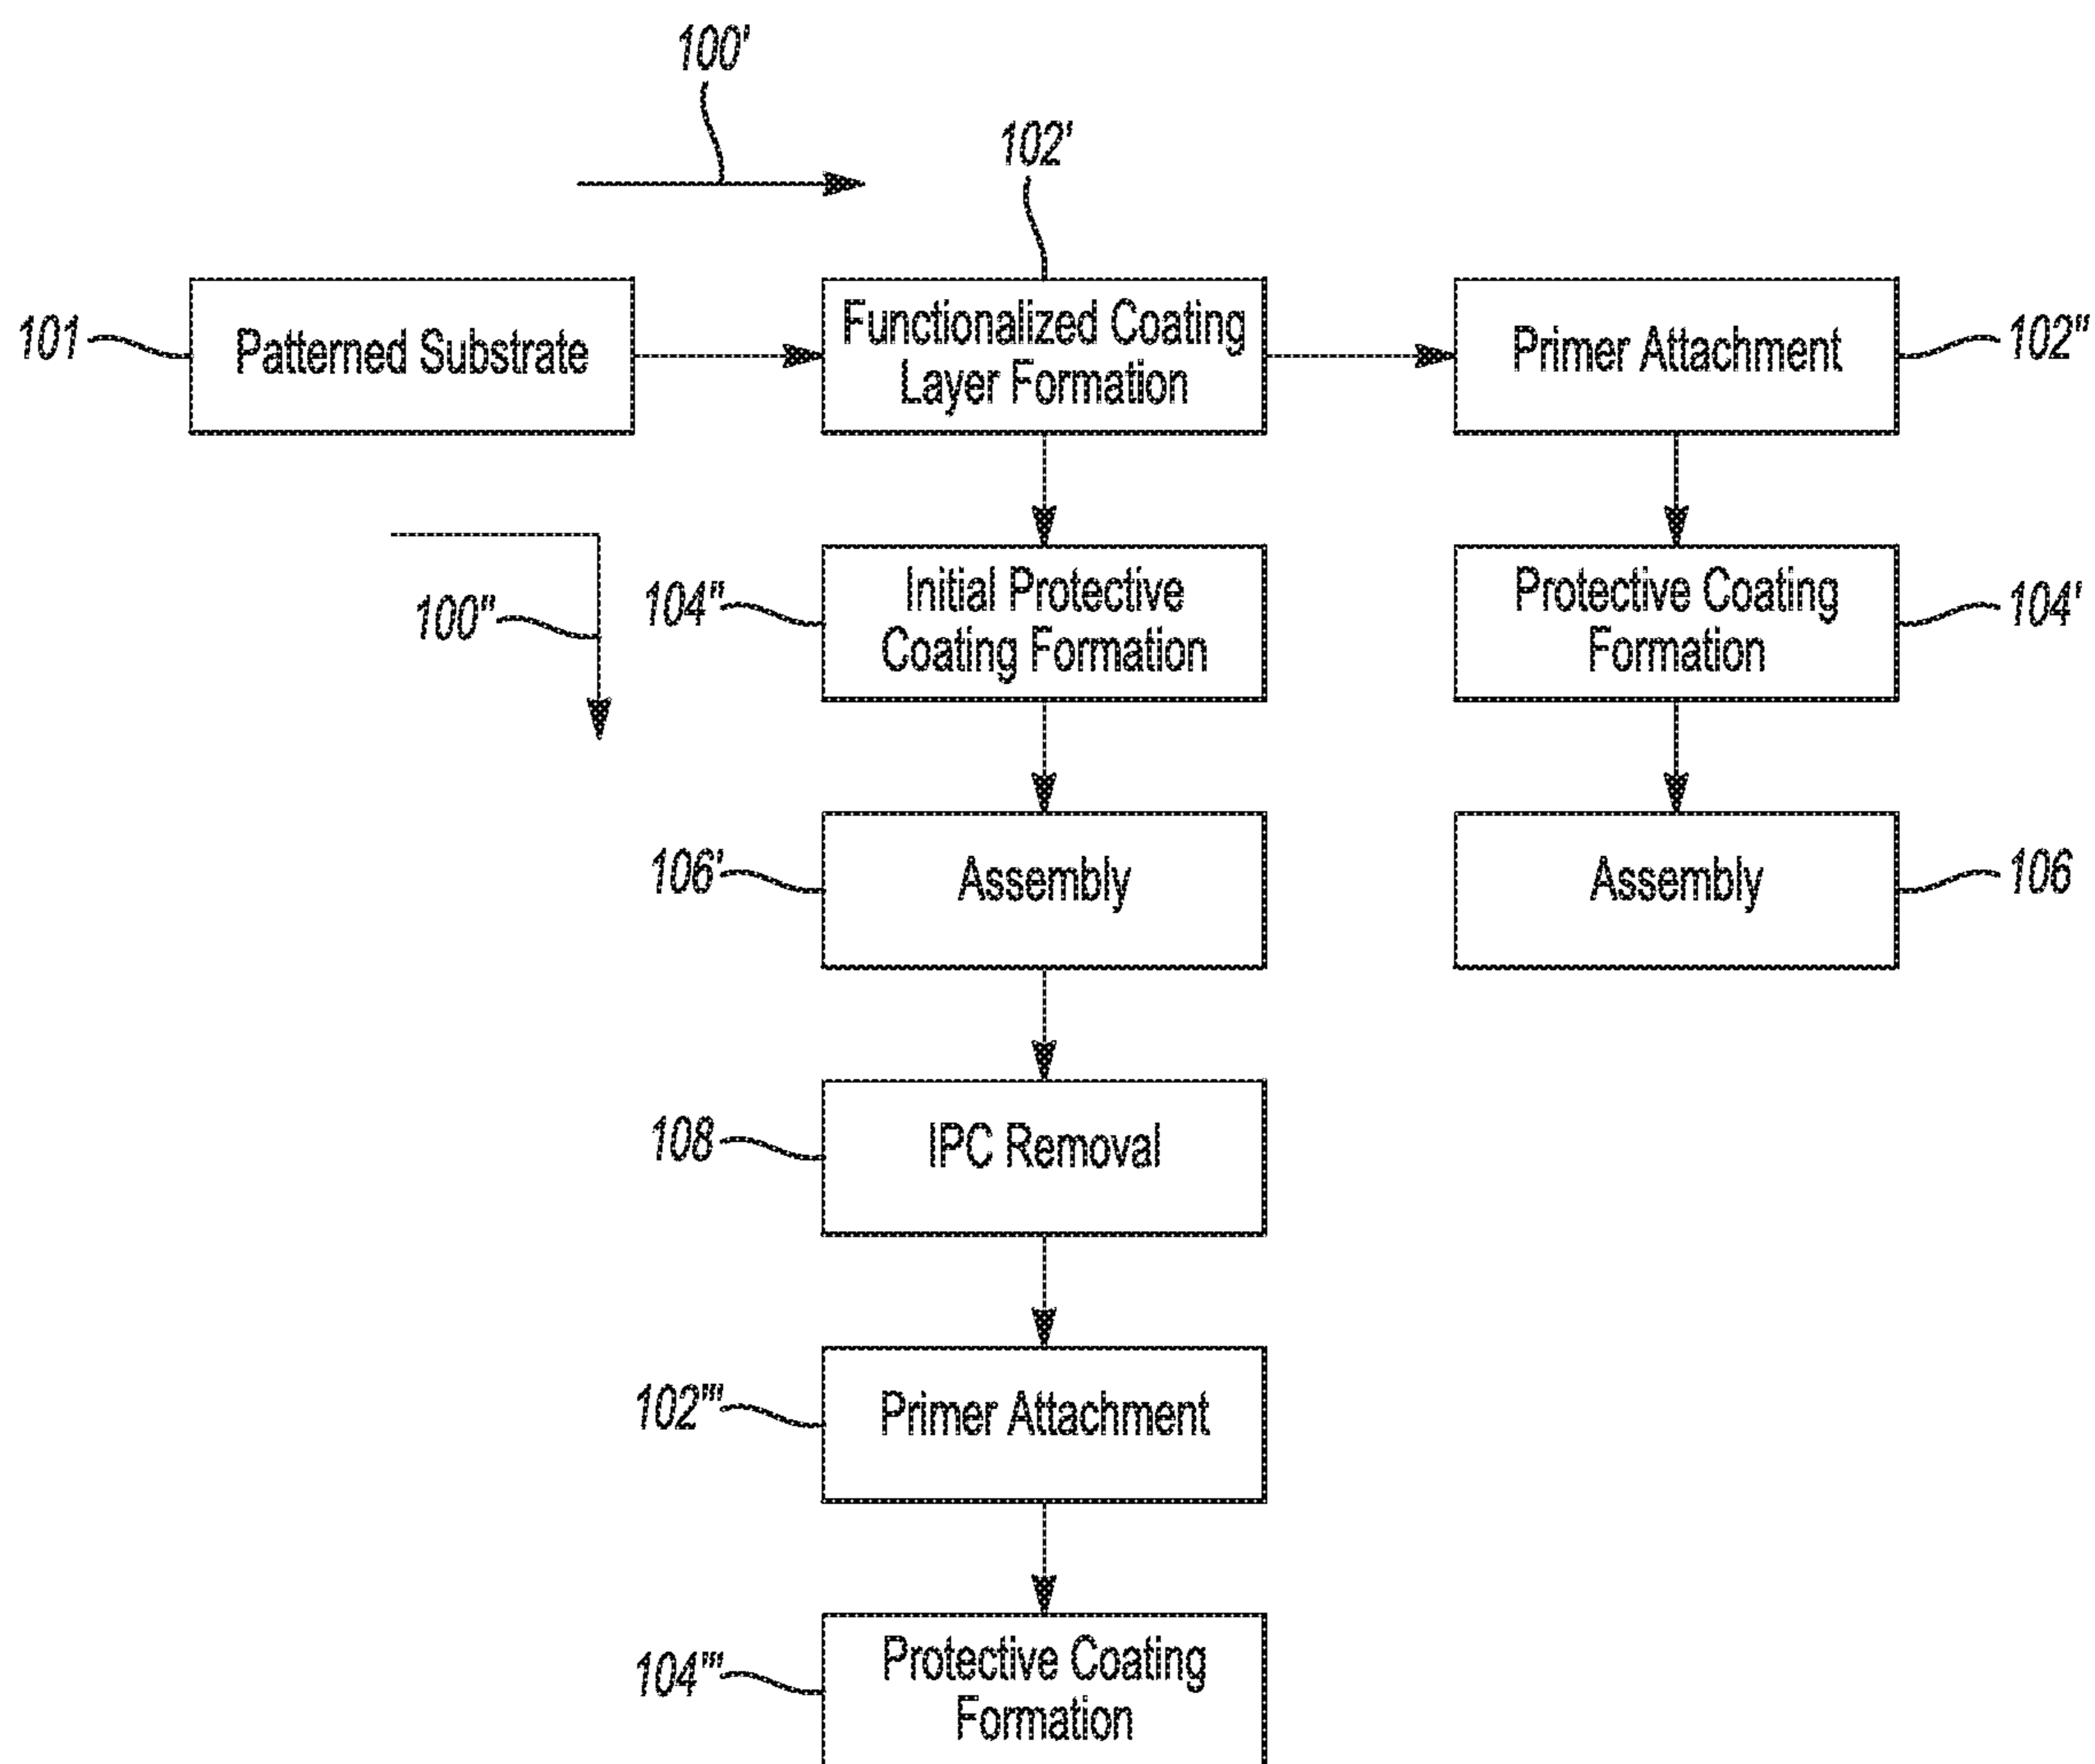 100'
102'
101
Patterned Substrate
Functionalized Coating
Layer Formation
Primer Attachment
102"
100"
104"
Initial Protective
Coating Formation
Protective Coating
Formation
104'
106'
Assembly
Assembly
106
108
IPC Removal
102'''
Primer Attachment
104'''
Protective Coating
Formation